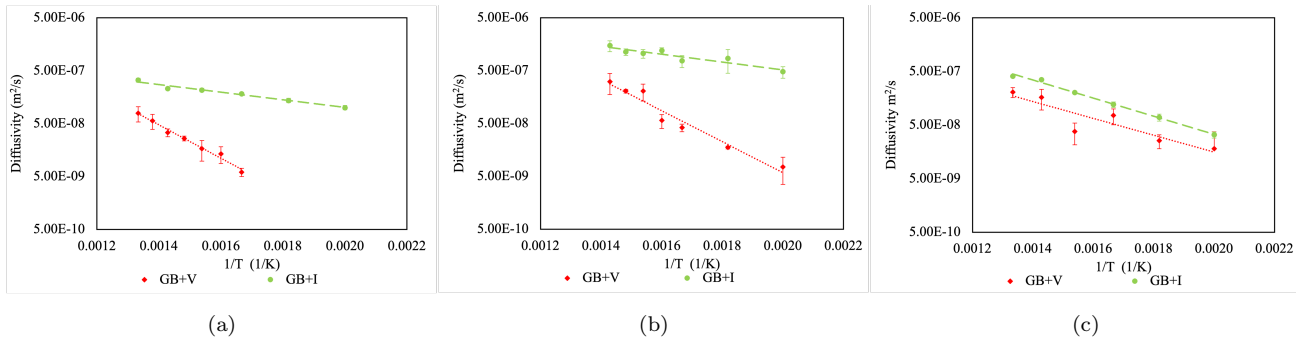 5.00E-06
5.00E-07
5.00E-08
5.00E-09
5.00E-10
Diffusivity m²/s)
0.0012 0.0014 0.0016 0.0018 0.0020 0.0022
1/T (1/K)
GB+V GB+I
(a)
5.00E-06
5.00E-07
5.00E-08
5.00E-09
5.00E-10
Diffusivity (m²/s)
0.0012 0.0014 0.0016 0.0018 0.0020 0.0022
1/T (1/K)
GB+V GB+I
(b)
5.00E-06
5.00E-07
5.00E-08
5.00E-09
5.00E-10
Diffusivity m²/s)
0.0012 0.0014 0.0016 0.0018 0.0020 0.0022
1/T (1/K)
GB+V GB+I
(c)